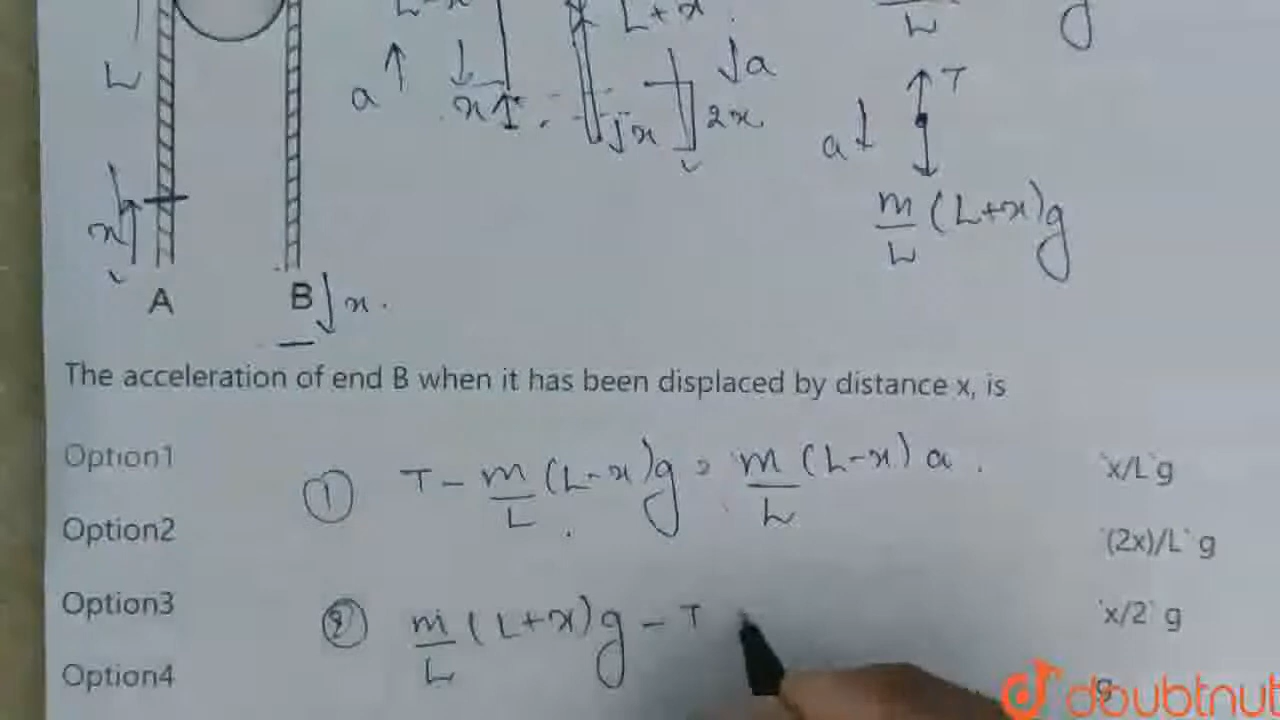 L-x
L+x
L
g
L
a
x
a
2x
x
T
a
m/L (L+x)g
x
A
B
x
The acceleration of end B when it has been displaced by distance x, is
Option1
① T - m/L (L-x)g = m/L (L-x) a
`x/L`g
Option2
`(2x)/L` g
Option3
② m/L (L+x)g - T
`x/2` g
Option4
g
doubtnut